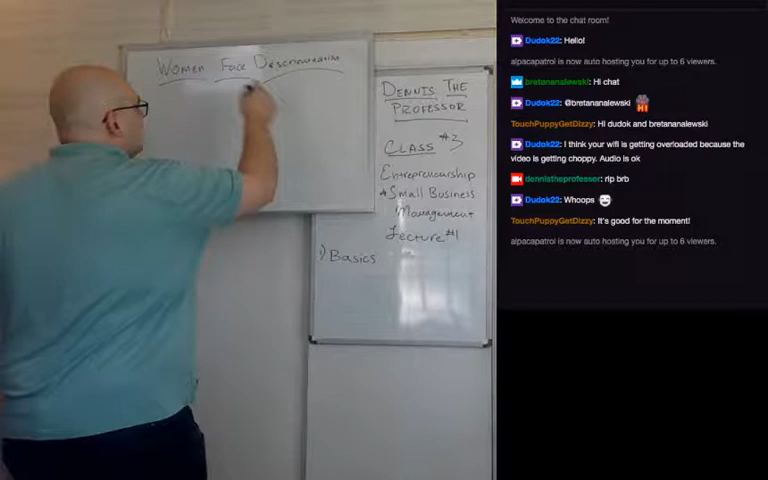 Women Face Descrimination
DENNIS THE
PROFESSOR
CLASS #3
Entrepreneurship
Small Business
Management
Lecture #1
1) Basics
Welcome to the chat room!
Dudok22: Hello!
alpacapatrol is now auto hosting you for up to 6 viewers.
bretananalewski: Hi chat
Dudok22: @bretananalewski HI
TouchPuppyGetDizzy: Hi dudok and bretananalewski
Dudok22: I think your wifi is getting overloaded because the
video is getting choppy. Audio is ok
dennistheprofessor: rip brb
Dudok22: Whoops
TouchPuppyGetDizzy: It's good for the moment!
alpacapatrol is now auto hosting you for up to 6 viewers.